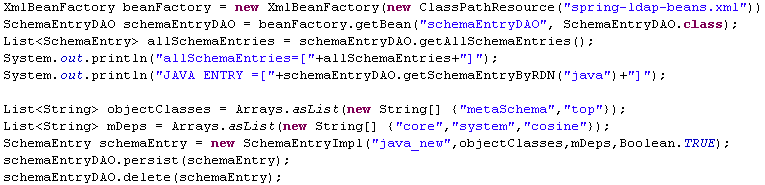 XmlBeanFactory beanFactory = new XmlBeanFactory(new ClassPathResource("spring-ldap-beans.xml"))
SchemaEntryDAO schemaEntryDAO = beanFactory.getBean("schemaEntryDAO", SchemaEntryDAO.class);
List<SchemaEntry> allSchemaEntries = schemaEntryDAO.getAllSchemaEntries();
System.out.println("allSchemaEntries=["+allSchemaEntries+"]");
System.out.println("JAVA ENTRY =["+schemaEntryDAO.getSchemaEntryByRDN("java")+"]");

List<String> objectClasses = Arrays.asList(new String[] {"metaSchema","top"});
List<String> mDeps = Arrays.asList(new String[] {"core","system","cosine"});
SchemaEntry schemaEntry = new SchemaEntryImpl("java_new",objectClasses,mDeps,Boolean.TRUE);
schemaEntryDAO.persist(schemaEntry);
schemaEntryDAO.delete(schemaEntry);